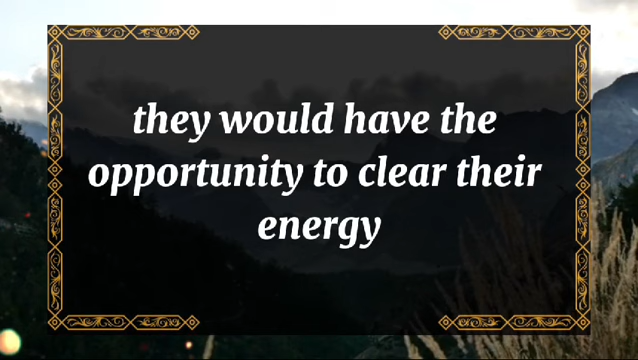 they would have the
opportunity to clear their
energy